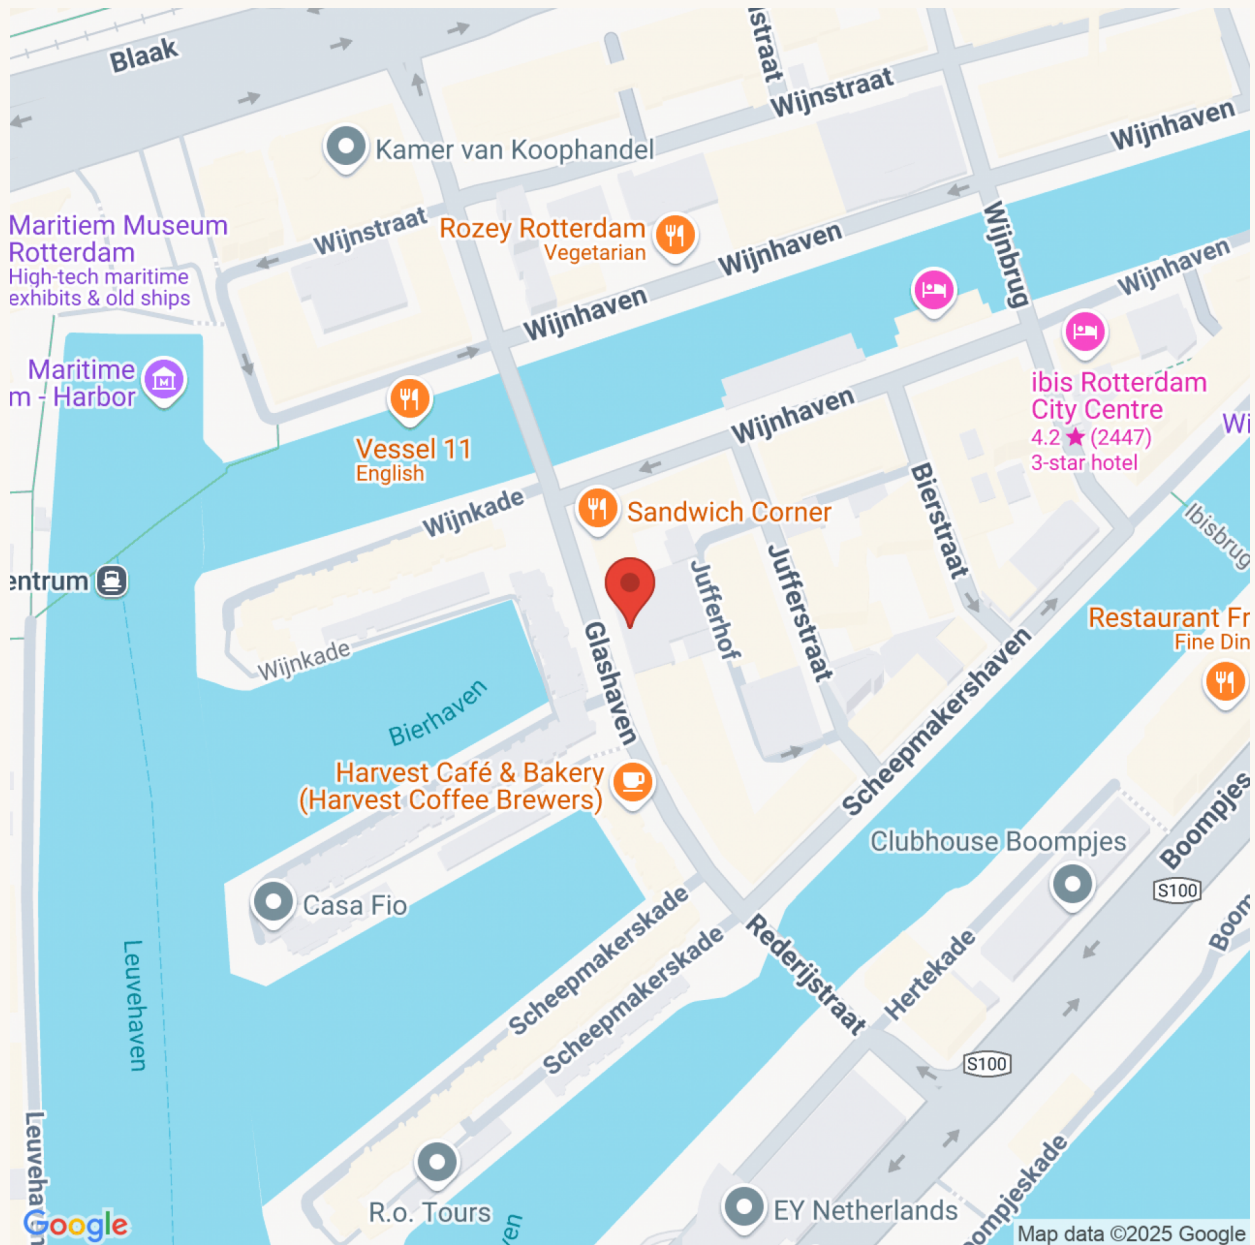 Blaak
straat
Wijnstraat
Wijnhaven
Kamer van Koophandel
Maritiem Museum
Rotterdam
High-tech maritime
exhibits & old ships
Wijnstraat
Rozey Rotterdam
Vegetarian
Wijnhaven
Wijnbrug
Wijnhaven
Wijnhaven
Maritime
m - Harbor
Vessel 11
English
Wijnhaven
ibis Rotterdam
City Centre
4.2 ★ (2447)
3-star hotel
Wi
Wijnkade
Sandwich Corner
Bierstraat
Ibisbrug
entrum
Jufferhof
Jufferstraat
Restaurant Fr
Fine Din
Wijnkade
Glashaven
Bierhaven
Scheepmakershaven
Harvest Café & Bakery
(Harvest Coffee Brewers)
Clubhouse Boompjes
Boompjes
S100
Casa Fio
Scheepmakerskade
Scheepmakerskade
Rederijstraat
Hertekade
Boom
Leuvehaven
S100
Leuvehaven
R.o. Tours
EY Netherlands
ompjeskade
en
Google
Map data ©2025 Google